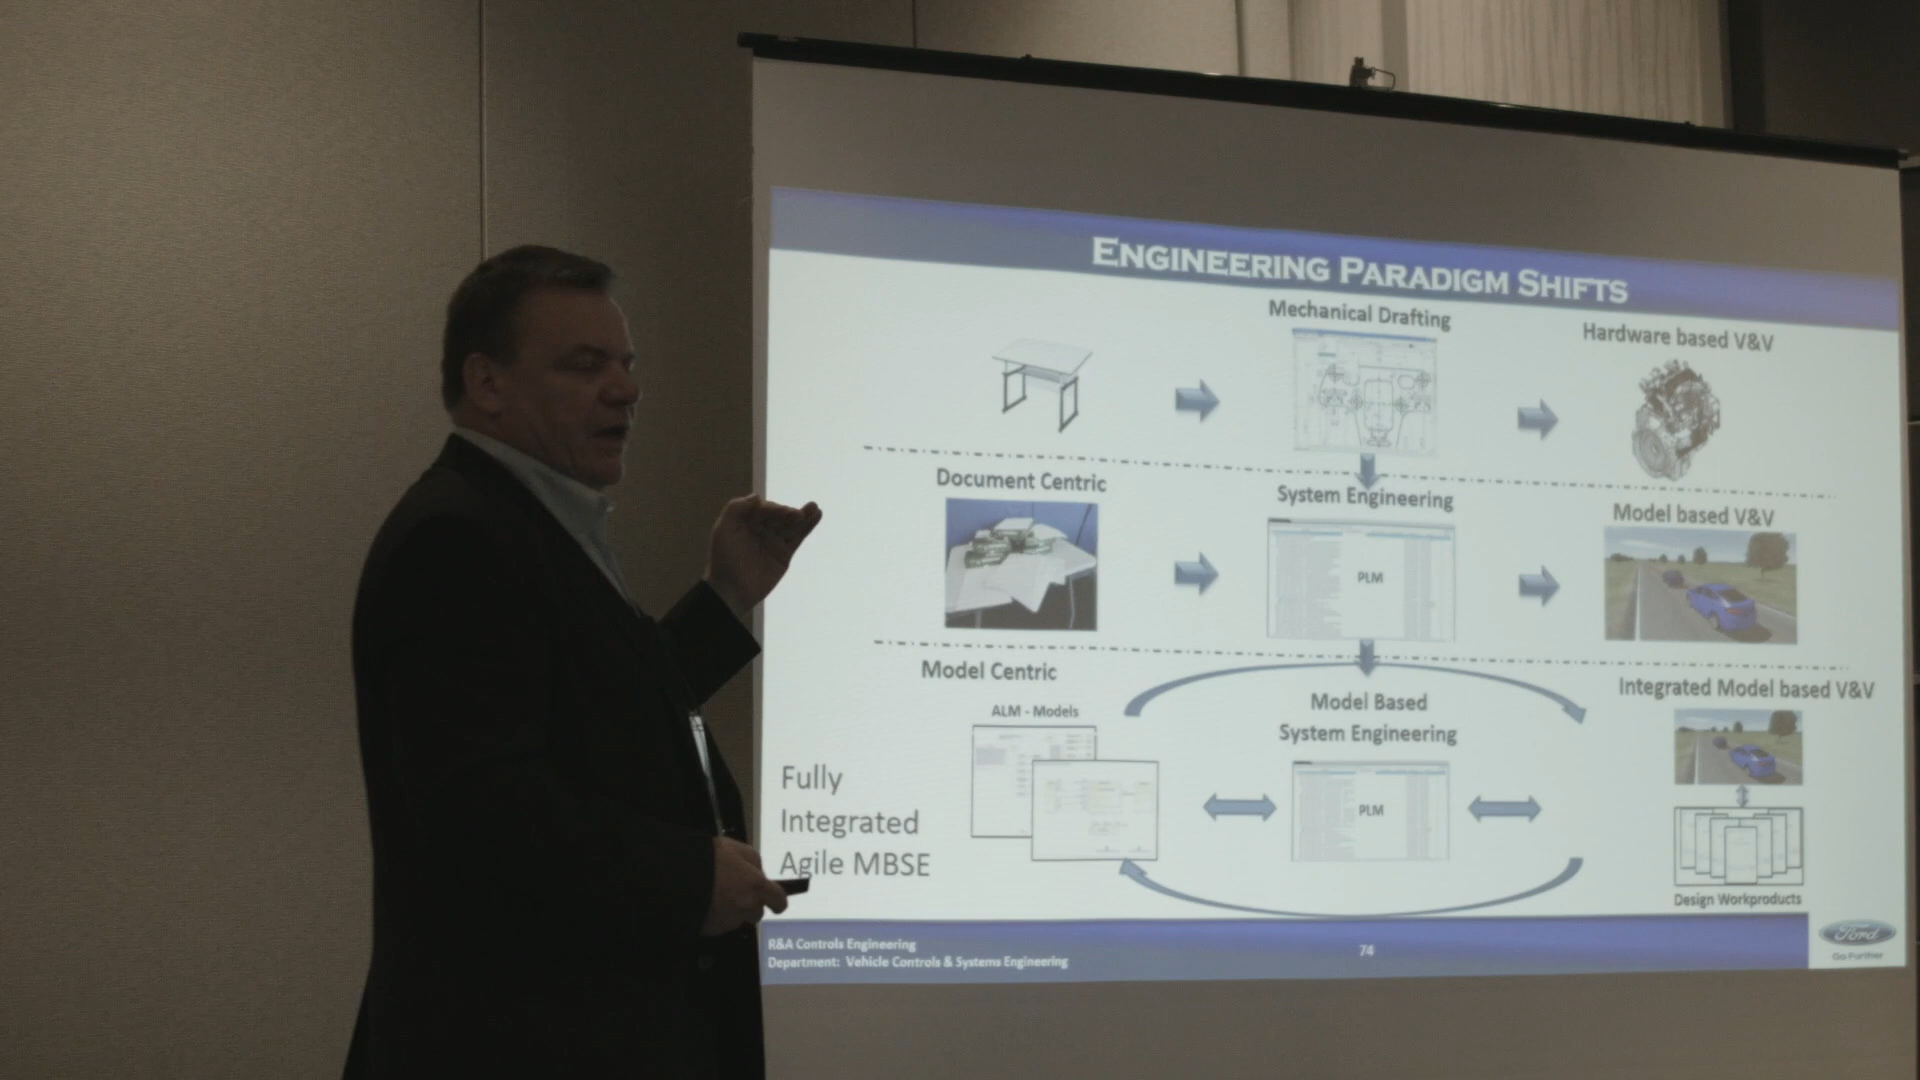 ENGINEERING PARADIGM SHIFTS
Mechanical Drafting
Hardware based V&V
Document Centric
System Engineering
Model based V&V
PLM
Model Centric
ALM - Models
Model Based
System Engineering
Integrated Model based V&V
PLM
Fully
Integrated
Agile MBSE
Design Workproducts
R&A Controls Engineering
Department: Vehicle Controls & Systems Engineering
74
Ford
Go Further